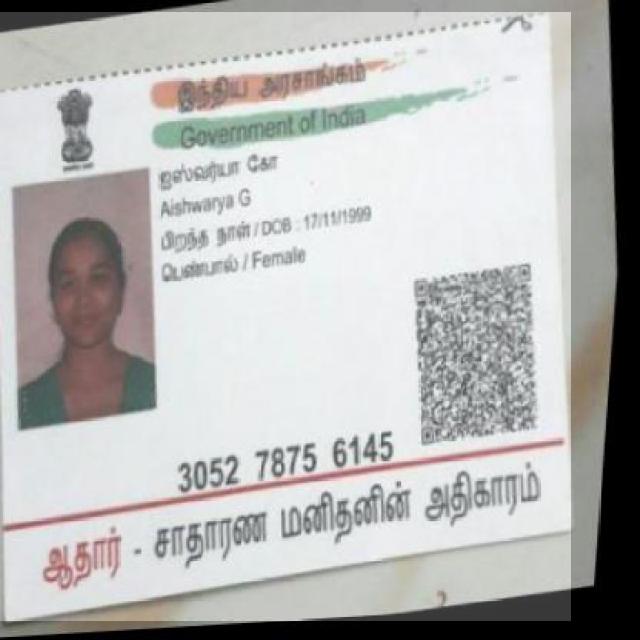 இந்திய அரசாங்கம்
Government of India
ஐஸ்வர்யா கோ
Aishwarya G
பிறந்த நாள் / DOB : 17/11/1999
பெண்பால் / Female
3052 7875 6145
ஆதார் - சாதாரண மனிதனின் அதிகாரம்